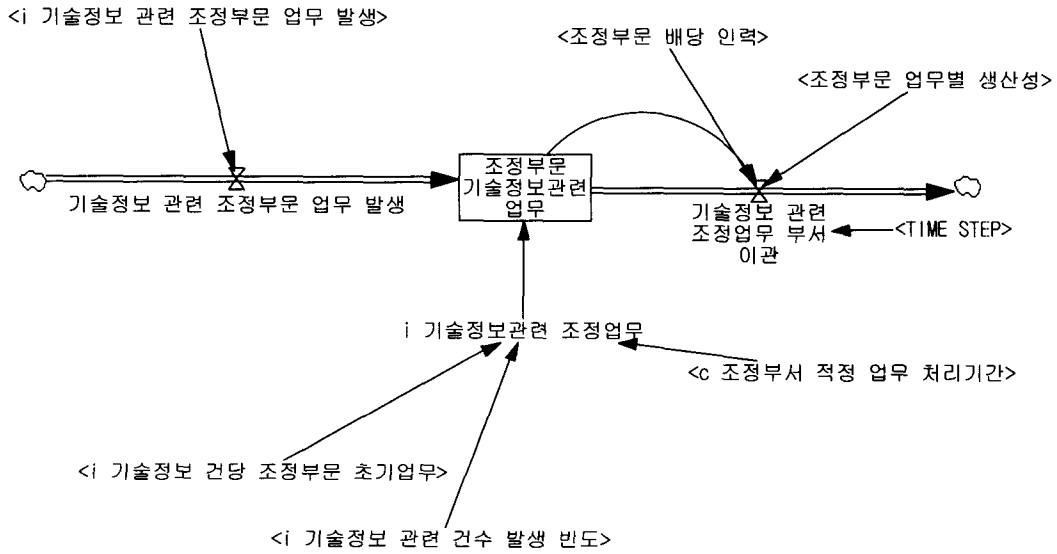 <i 기술정보 관련 조정부문 업무 발생>
<조정부문 배당 인력>
<조정부문 업무별 생산성>
기술정보 관련 조정부문 업무 발생
조정부문
기술정보관련
업무
기술정보 관련
조정업무 부서
이관
<TIME STEP>
i 기술정보관련 조정업무
<c 조정부서 적정 업무 처리기간>
<i 기술정보 건당 조정부문 초기업무>
<i 기술정보 관련 건수 발생 빈도>